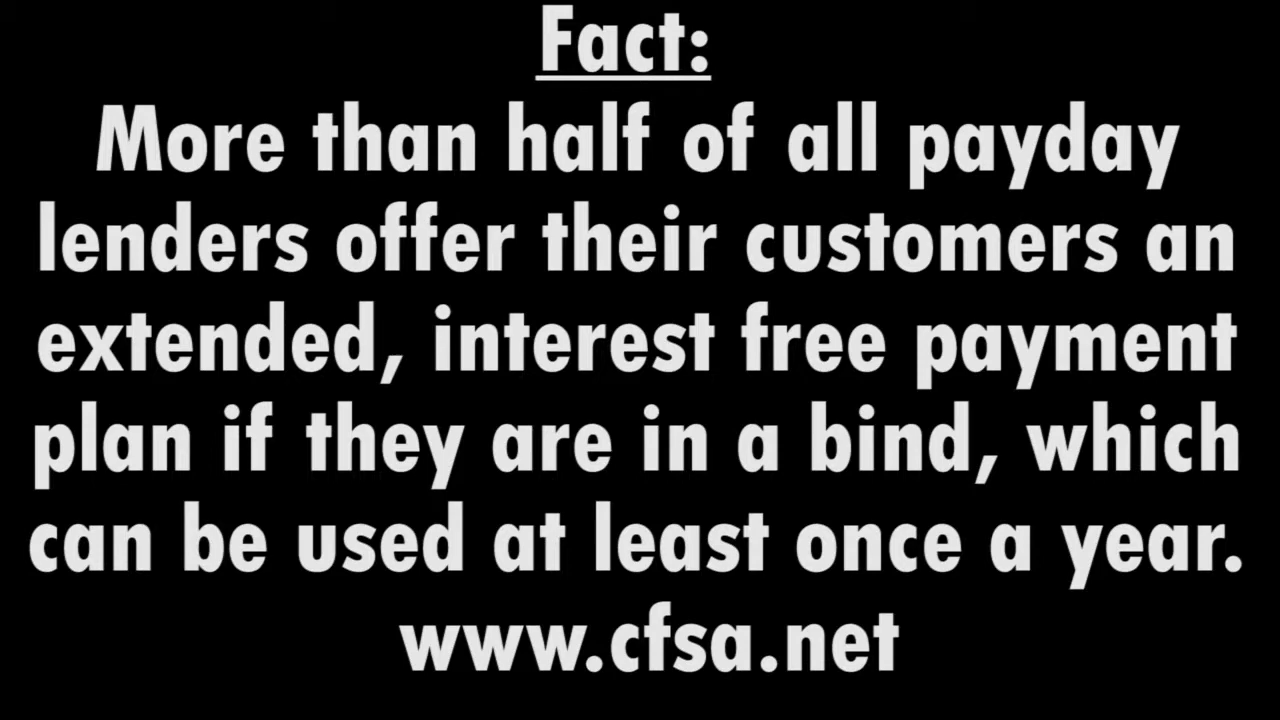 Fact:
More than half of all payday
lenders offer their customers an
extended, interest free payment
plan if they are in a bind, which
can be used at least once a year.
www.cfsa.net